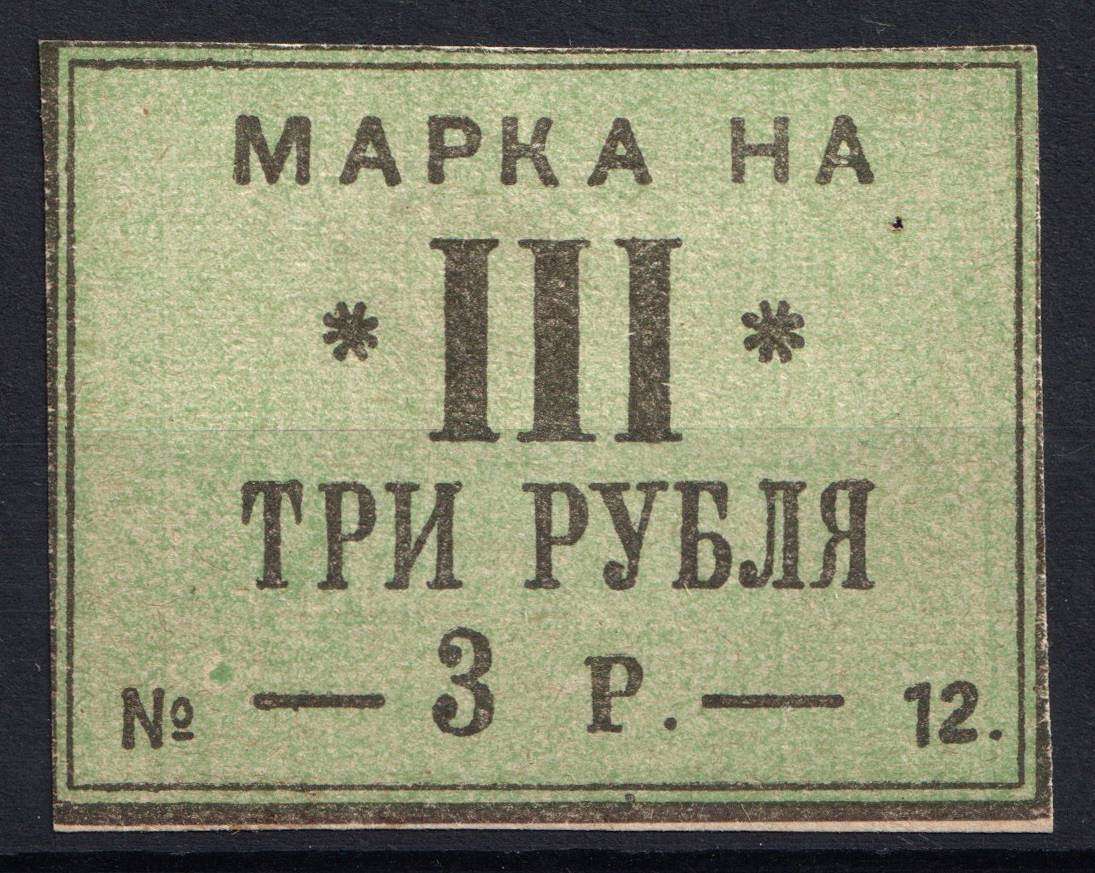 МАРКА НА
* III *
ТРИ РУБЛЯ
№ — 3 Р. — 12.